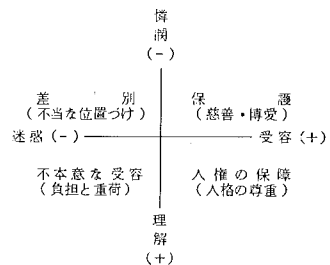 憐
憫
(－)
差　別
(不当な位置づけ)
保　護
(慈善・博愛)
迷惑(－)
受容(＋)
不本意な受容
(負担と重荷)
人権の保障
(人格の尊重)
理
解
(＋)